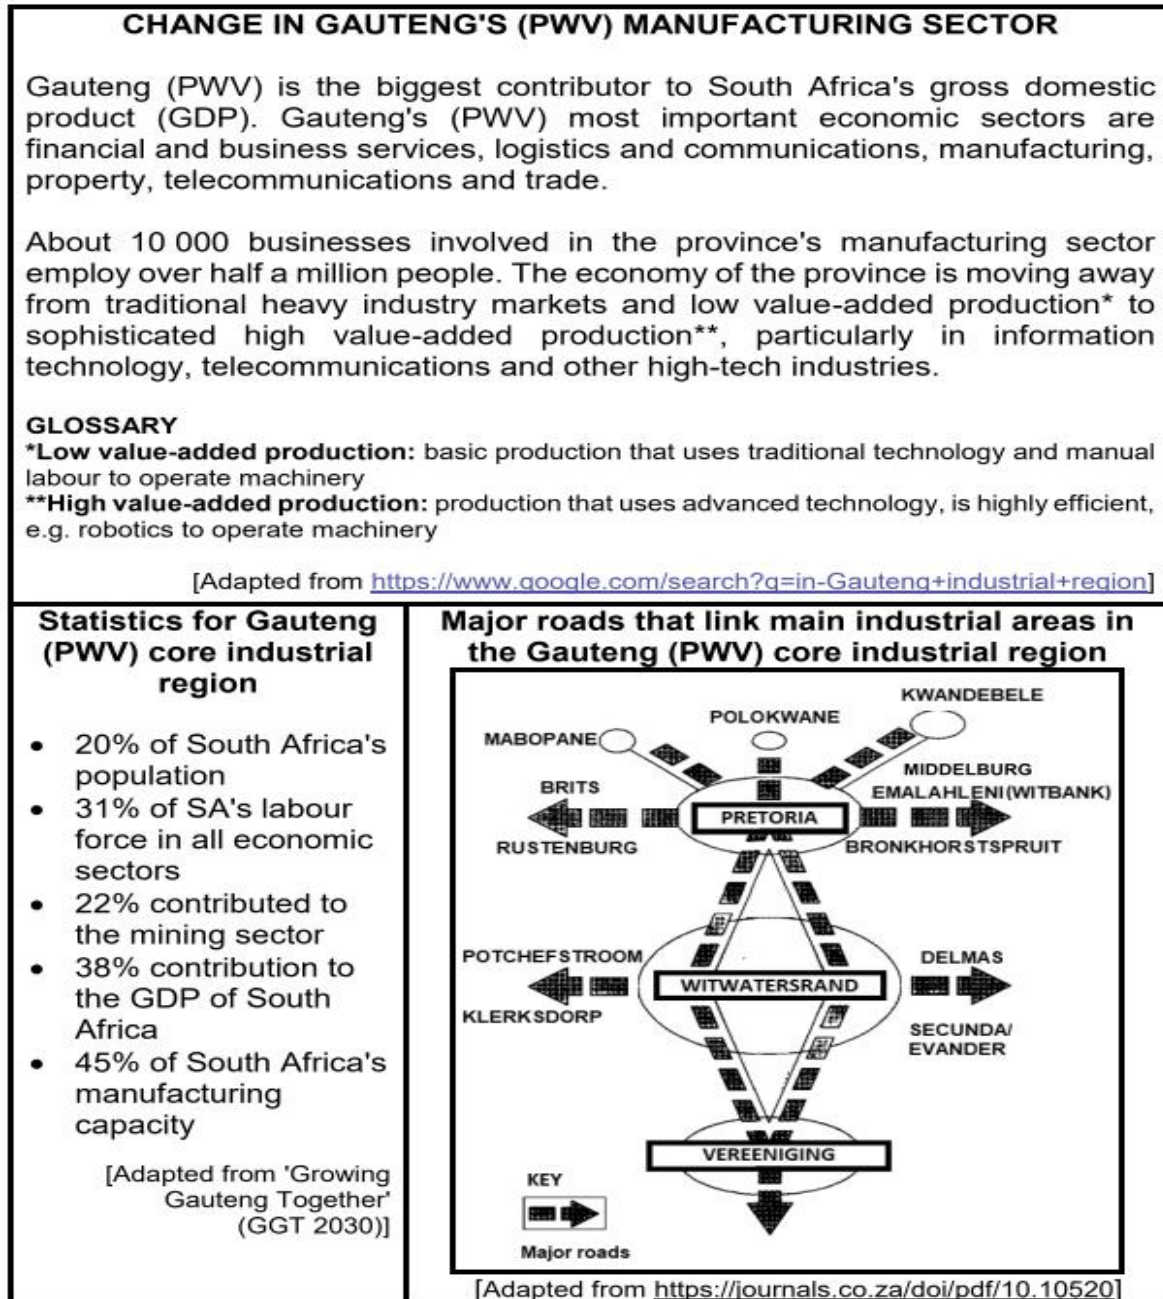 CHANGE IN GAUTENG'S (PWV) MANUFACTURING SECTOR
Gauteng (PWV) is the biggest contributor to South Africa's gross domestic
product (GDP). Gauteng's (PWV) most important economic sectors are
financial and business services, logistics and communications, manufacturing,
property, telecommunications and trade.
About 10 000 businesses involved in the province's manufacturing sector
employ over half a million people. The economy of the province is moving away
from traditional heavy industry markets and low value-added production* to
sophisticated high value-added production**, particularly in information
technology, telecommunications and other high-tech industries.
GLOSSARY
*Low value-added production: basic production that uses traditional technology and manual
labour to operate machinery
**High value-added production: production that uses advanced technology, is highly efficient,
e.g. robotics to operate machinery
[Adapted from https://www.google.com/search?q=in-Gauteng+industrial+region]
Statistics for Gauteng
(PWV) core industrial
region
• 20% of South Africa's
population
• 31% of SA's labour
force in all economic
sectors
• 22% contributed to
the mining sector
• 38% contribution to
the GDP of South
Africa
• 45% of South Africa's
manufacturing
capacity
[Adapted from 'Growing
Gauteng Together'
(GGT 2030)]
Major roads that link main industrial areas in
the Gauteng (PWV) core industrial region
KWANDEBELE
POLOKWANE
MABOPANE
BRITS
MIDDELBURG
EMALAHLENI(WITBANK)
PRETORIA
RUSTENBURG
BRONKHORSTSPRUIT
POTCHEFSTROOM
DELMAS
WITWATERSRAND
KLERKSDORP
SECUNDA/
EVANDER
VEREENIGING
KEY
Major roads
[Adapted from https://journals.co.za/doi/pdf/10.10520]